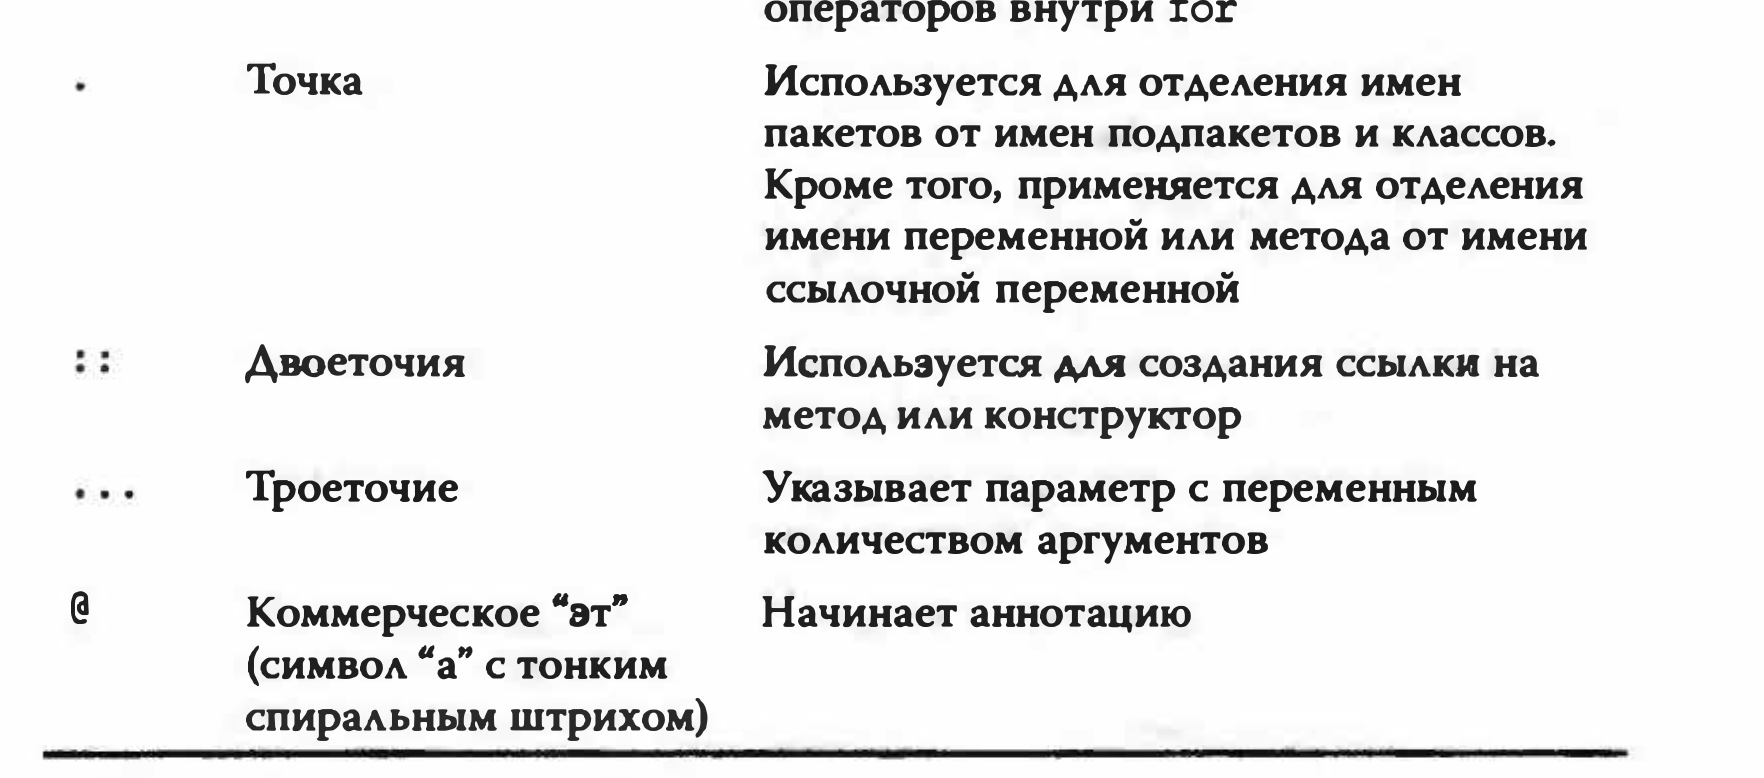 операторов внутри for
. Точка Используется для отделения имен
пакетов от имен подпакетов и классов.
Кроме того, применяется для отделения
имени переменной или метода от имени
ссылочной переменной
:: Двоеточия Используется для создания ссылки на
метод или конструктор
... Троеточие Указывает параметр с переменным
количеством аргументов
@ Коммерческое “эт” Начинает аннотацию
(символ “а” с тонким
спиральным штрихом)